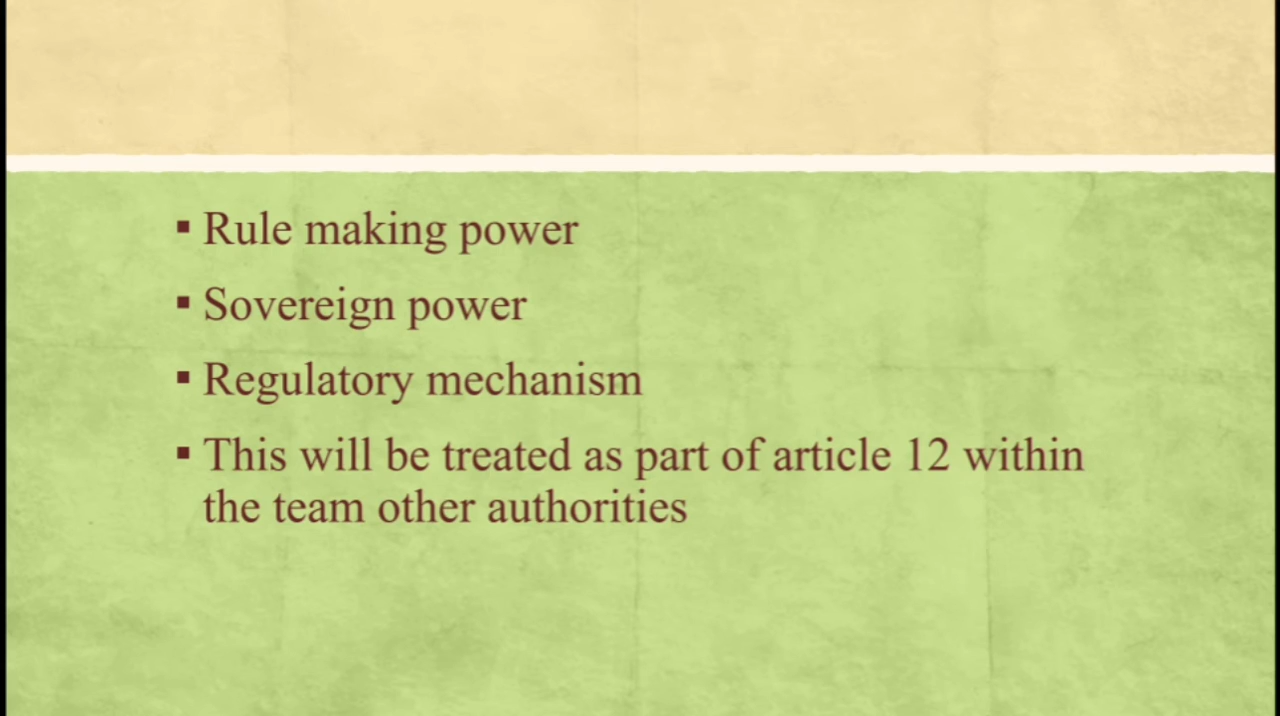 ▪ Rule making power
▪ Sovereign power
▪ Regulatory mechanism
▪ This will be treated as part of article 12 within
the team other authorities